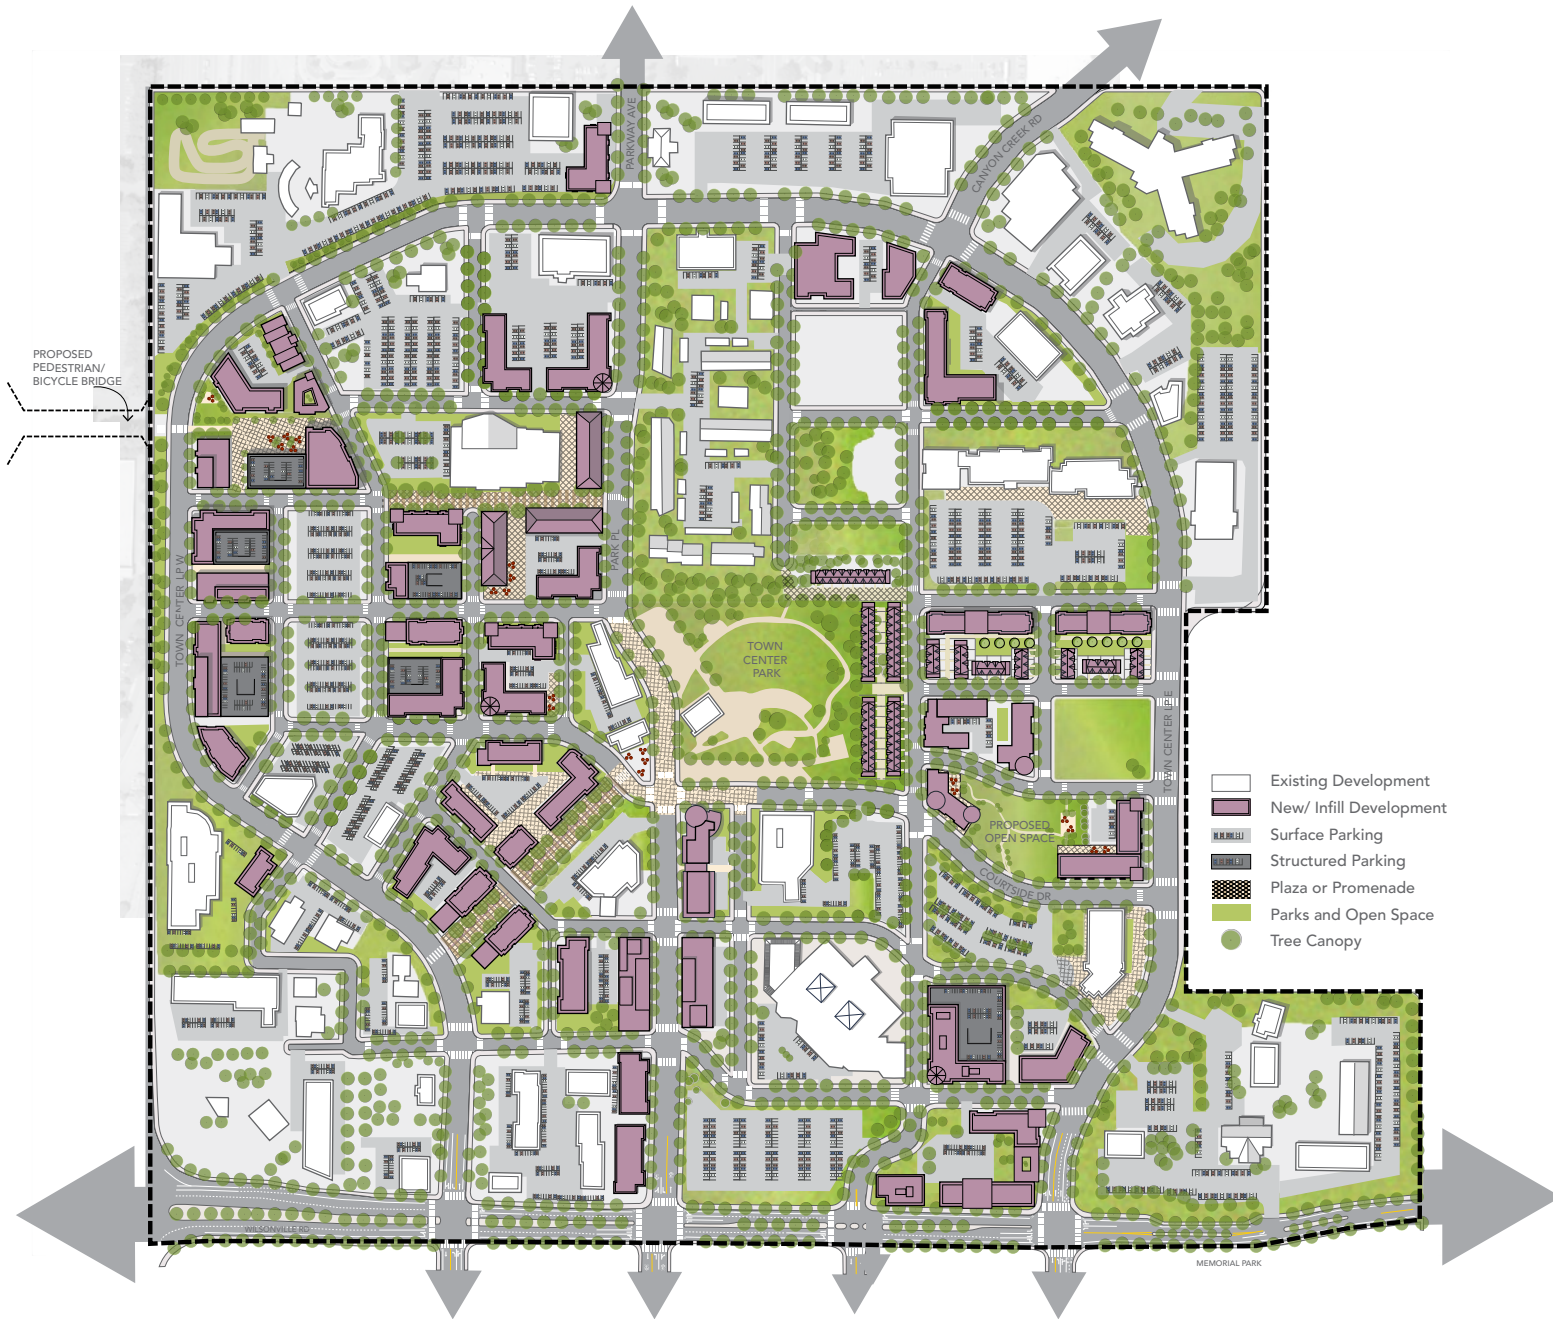 PARKWAY AVE
CANYON CREEK RD
PROPOSED
PEDESTRIAN/
BICYCLE BRIDGE
PARK PL
TOWN CENTER LP W
TOWN
CENTER
PARK
TOWN CENTER LP E
PROPOSED
OPEN SPACE
COURTSIDE DR
Existing Development
New/ Infill Development
Surface Parking
Structured Parking
Plaza or Promenade
Parks and Open Space
Tree Canopy
WILSONVILLE RD
MEMORIAL PARK